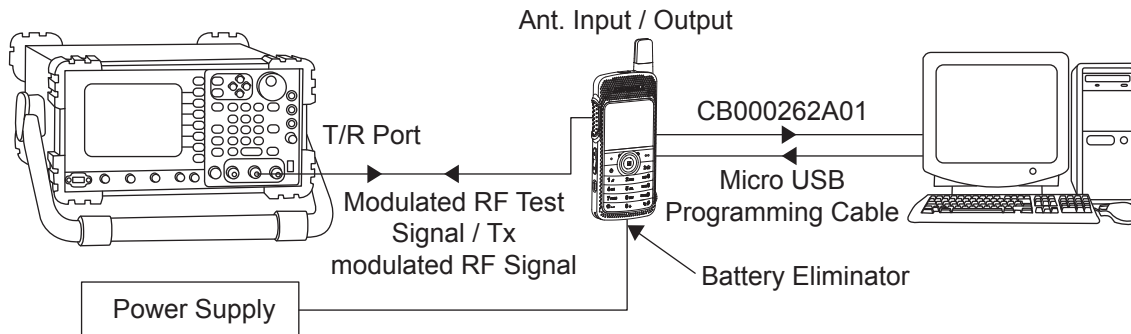 Ant. Input / Output
CB000262A01
T/R Port
Micro USB
Programming Cable
Modulated RF Test
Signal / Tx
modulated RF Signal
Battery Eliminator
Power Supply